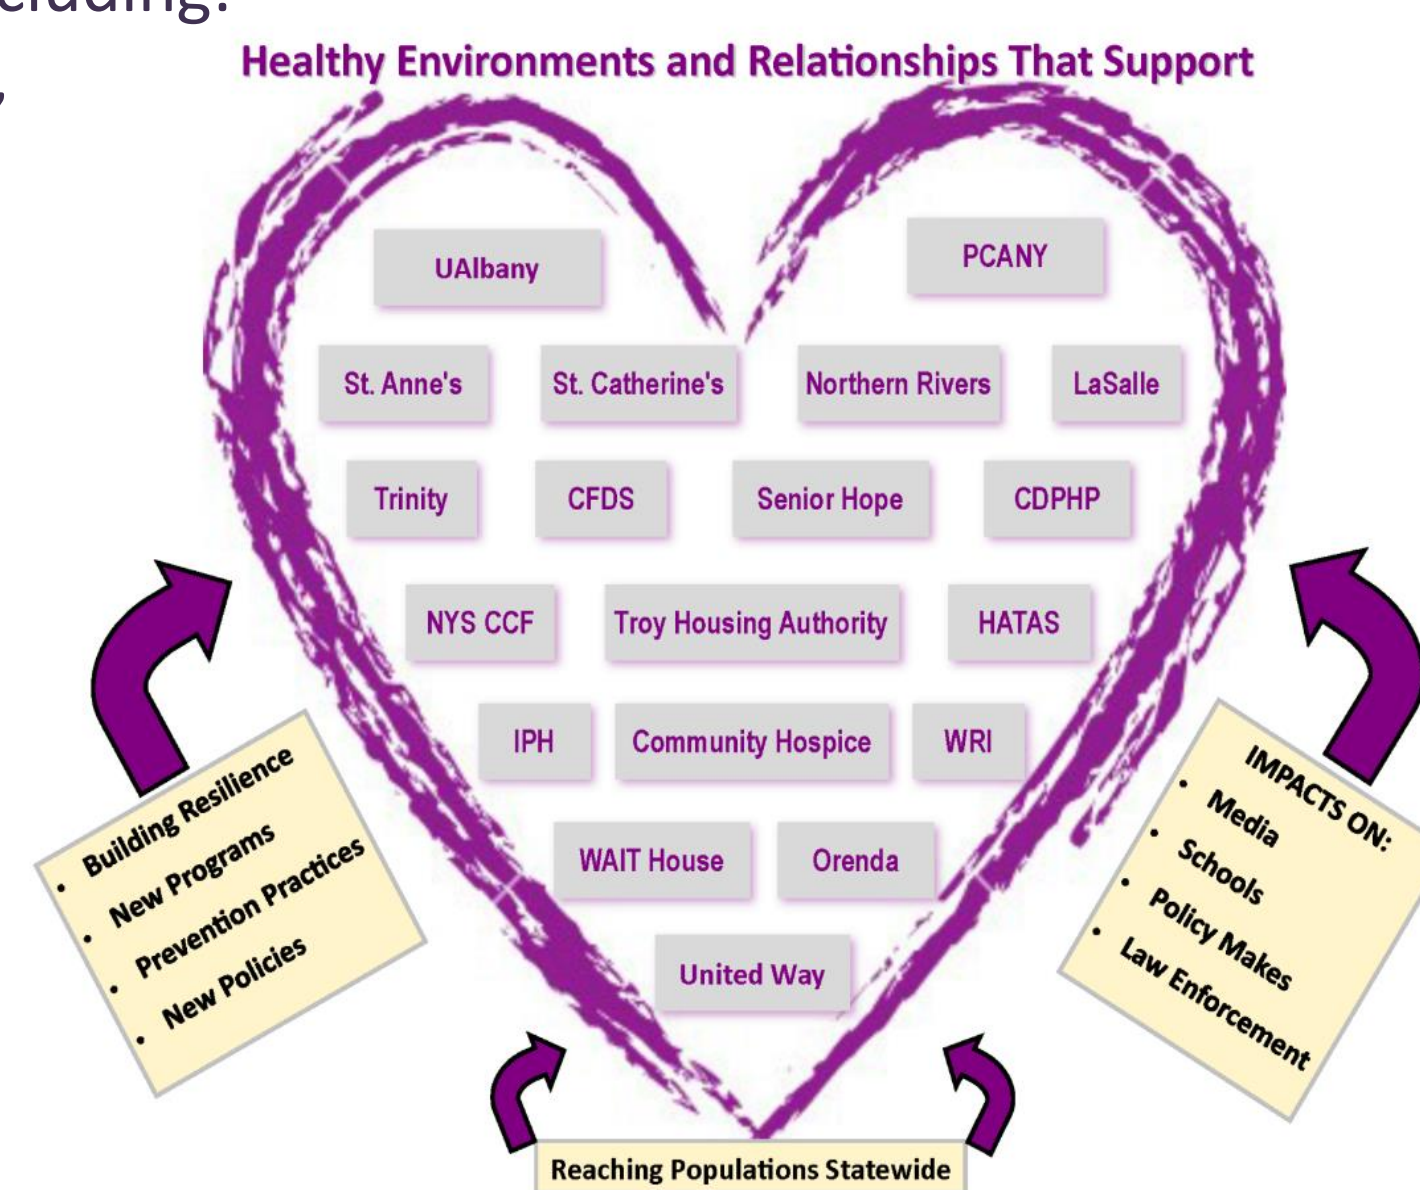 cluding:
Healthy Environments and Relationships That Support
UAlbany
PCANY
St. Anne's
St. Catherine's
Northern Rivers
LaSalle
Trinity
CFDS
Senior Hope
CDPHP
NYS CCF
Troy Housing Authority
HATAS
IPH
Community Hospice
WRI
WAIT House
Orenda
United Way
• Building Resilience
• New Programs
• Prevention Practices
• New Policies
IMPACTS ON:
• Media
• Schools
• Policy Makes
• Law Enforcement
Reaching Populations Statewide